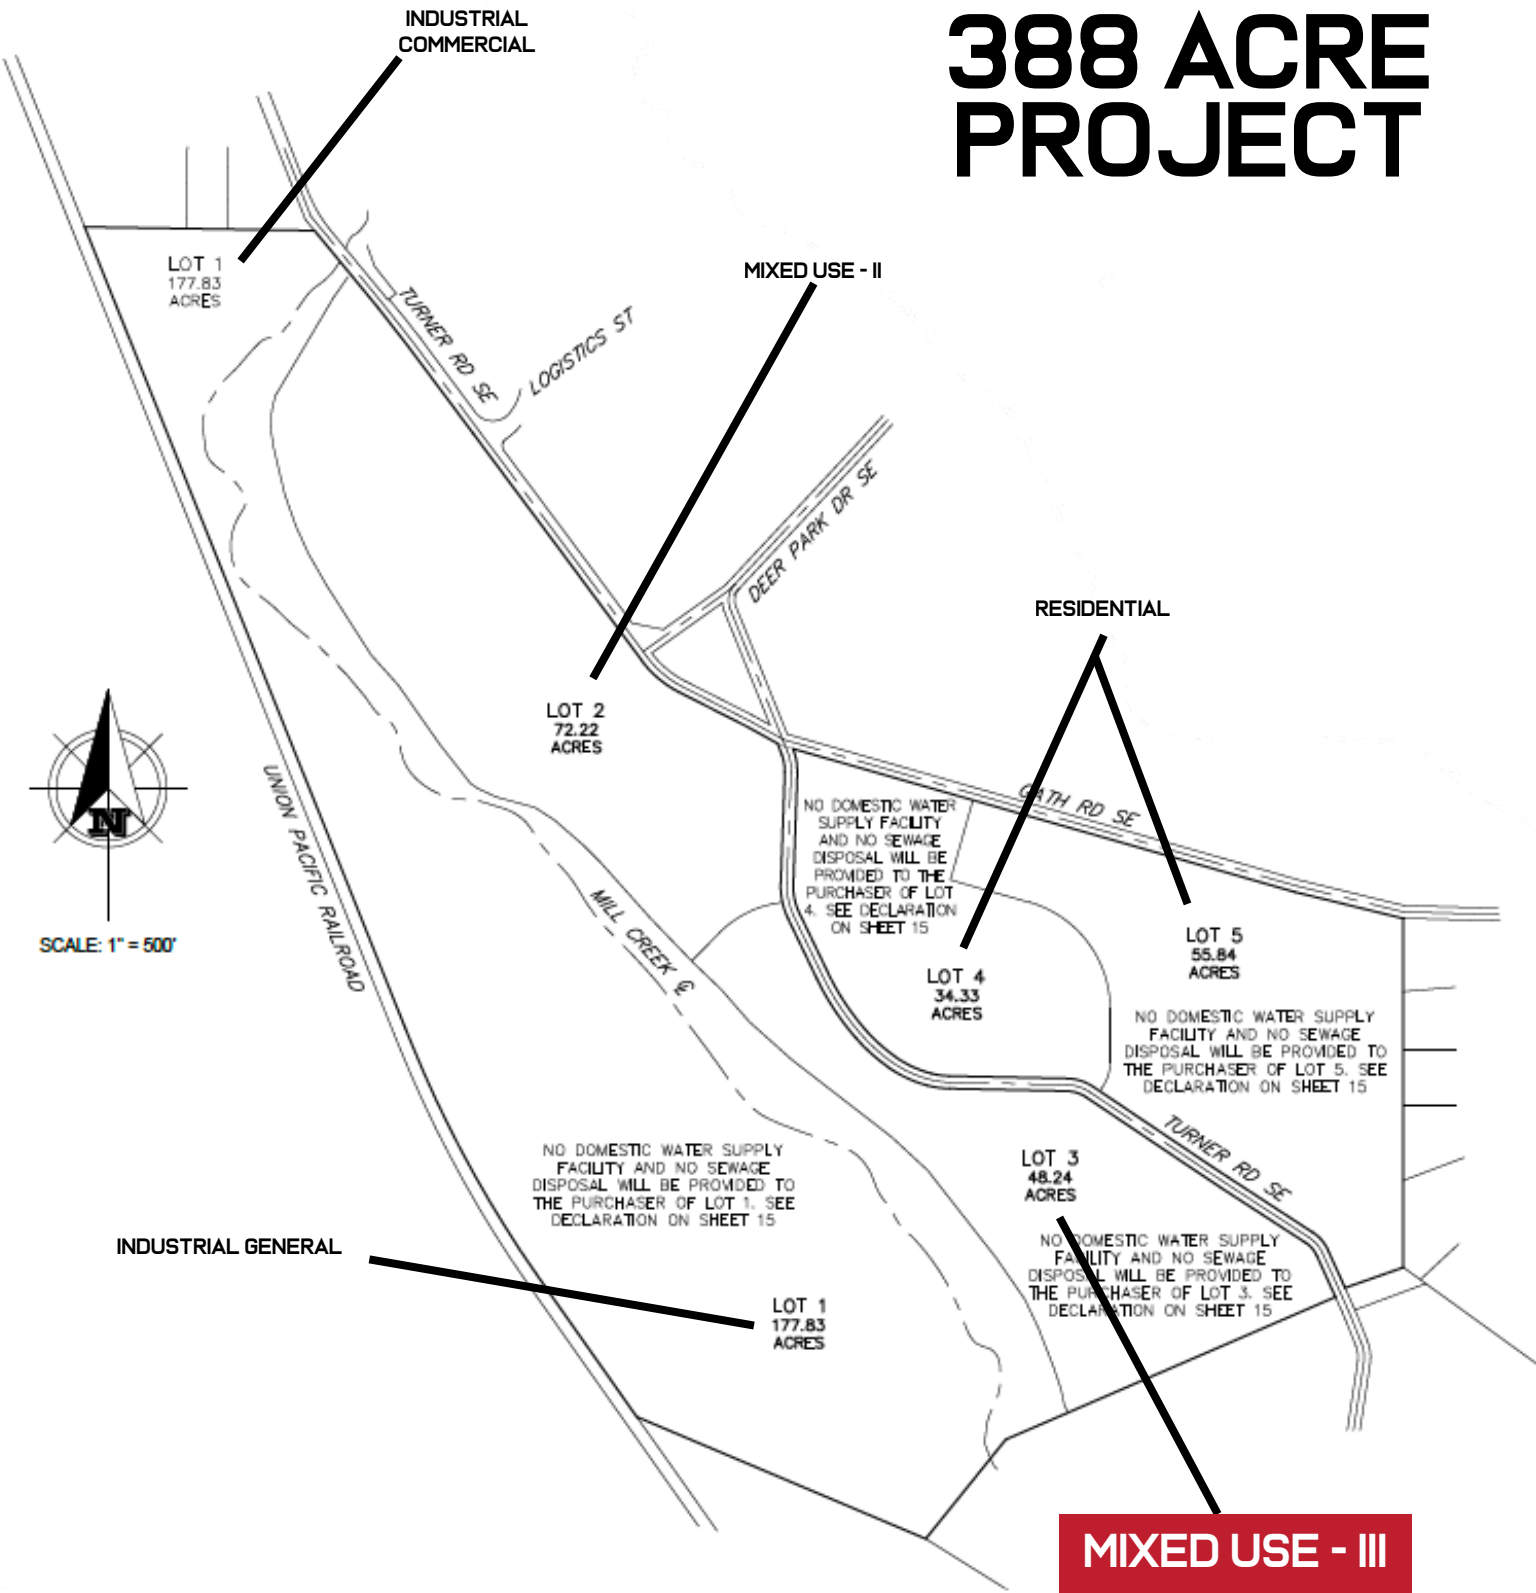 INDUSTRIAL
COMMERCIAL
388 ACRE
PROJECT
LOT 1
177.83
ACRES
TURNER RD SE
LOGISTICS ST
MIXED USE - II
DEER PARK DR SE
RESIDENTIAL
LOT 2
72.22
ACRES
N
SCALE: 1" = 500'
UNION PACIFIC RAILROAD
GATH RD SE
NO DOMESTIC WATER
SUPPLY FACILITY
AND NO SEWAGE
DISPOSAL WILL BE
PROVIDED TO THE
PURCHASER OF LOT
4. SEE DECLARATION
ON SHEET 15
MILL CREEK ℄
LOT 4
34.33
ACRES
LOT 5
55.84
ACRES
NO DOMESTIC WATER SUPPLY
FACILITY AND NO SEWAGE
DISPOSAL WILL BE PROVIDED TO
THE PURCHASER OF LOT 5. SEE
DECLARATION ON SHEET 15
TURNER RD SE
NO DOMESTIC WATER SUPPLY
FACILITY AND NO SEWAGE
DISPOSAL WILL BE PROVIDED TO
THE PURCHASER OF LOT 1. SEE
DECLARATION ON SHEET 15
LOT 3
48.24
ACRES
NO DOMESTIC WATER SUPPLY
FACILITY AND NO SEWAGE
DISPOSAL WILL BE PROVIDED TO
THE PURCHASER OF LOT 3. SEE
DECLARATION ON SHEET 15
INDUSTRIAL GENERAL
LOT 1
177.83
ACRES
MIXED USE - III